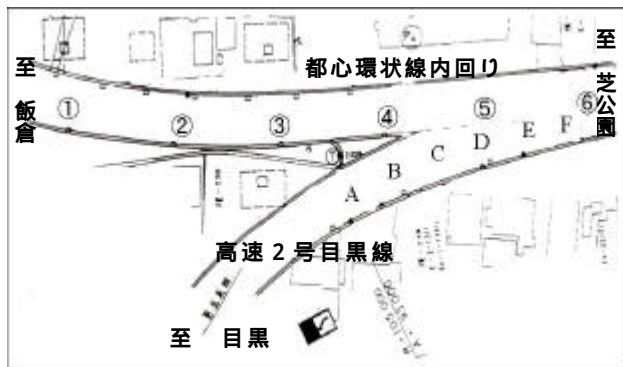 都心環状線内回り
至 飯倉
至 芝公園
① ② ③ ④ ⑤ ⑥
A B C D E F
高速2号目黒線
至 目黒